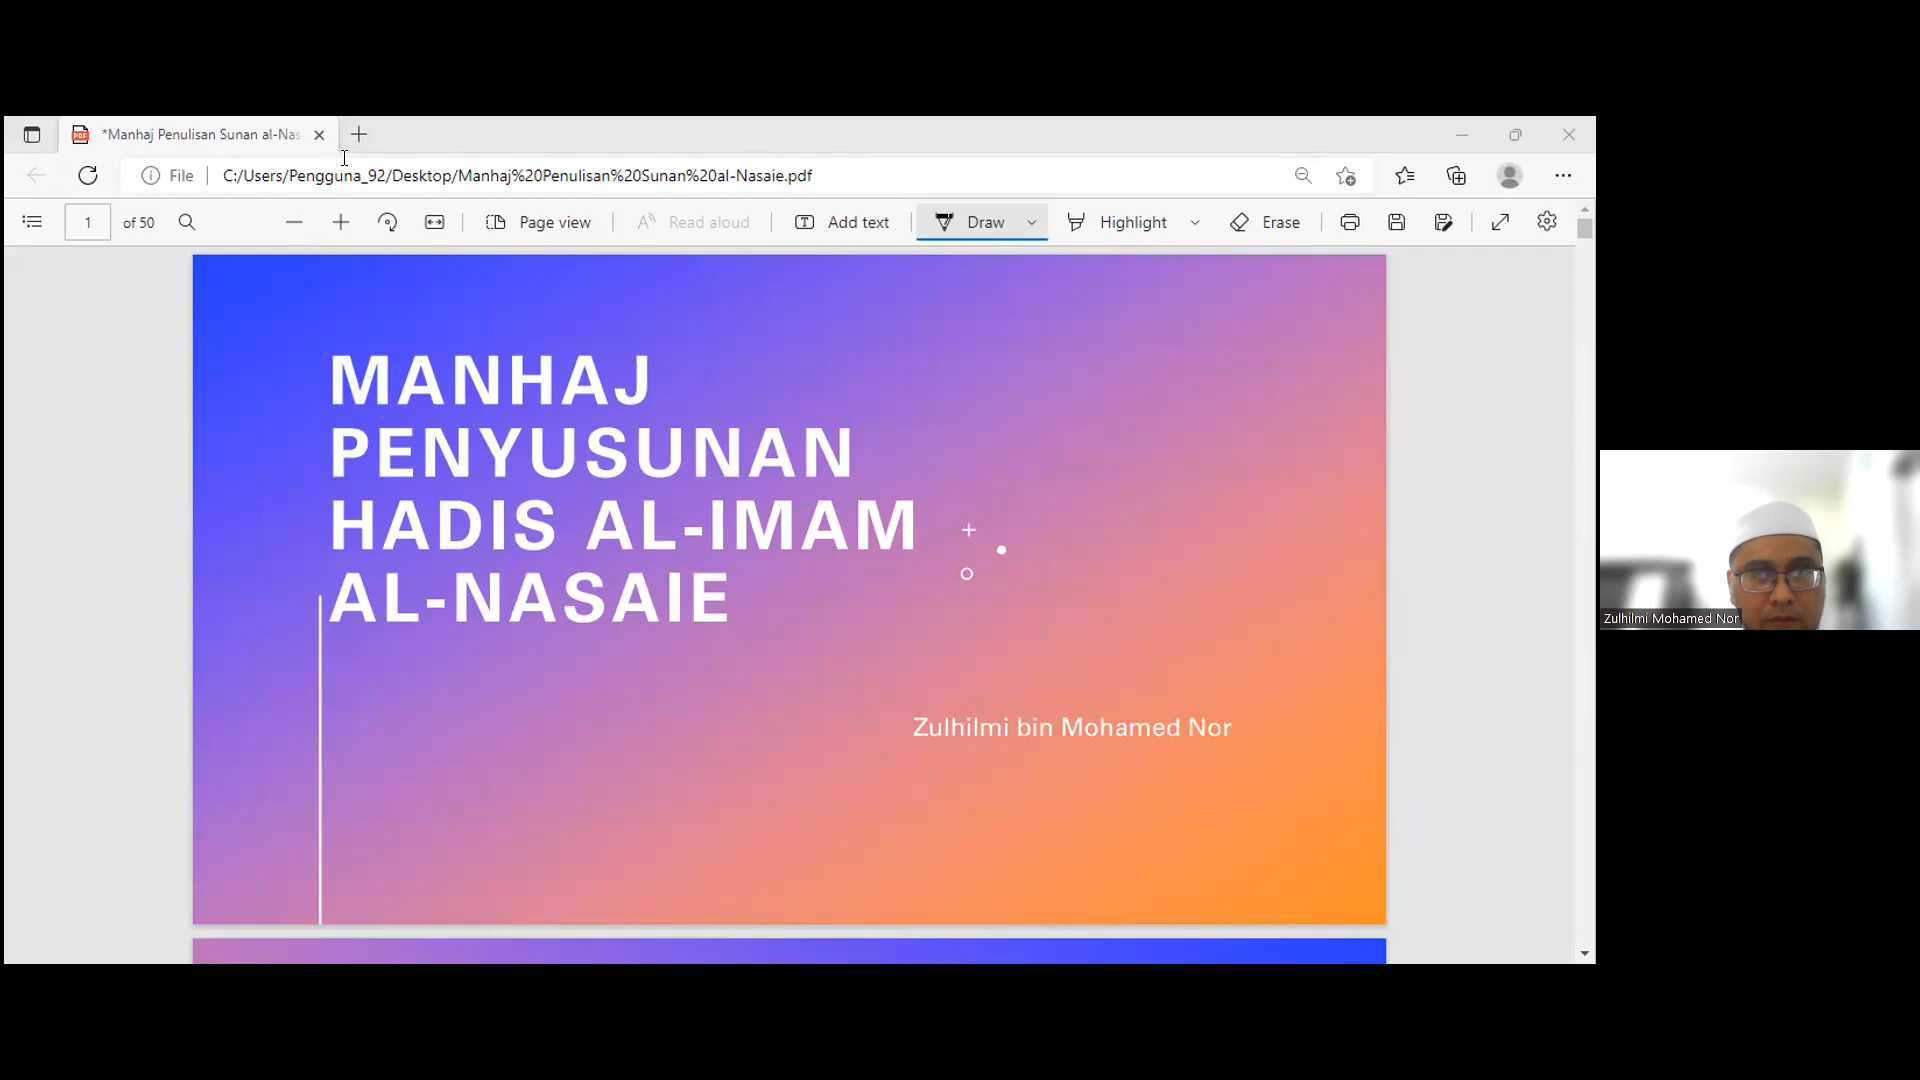 *Manhaj Penulisan Sunan al-Nas
File
C:/Users/Pengguna_92/Desktop/Manhaj%20Penulisan%20Sunan%20al-Nasaie.pdf
1 of 50
Page view
Read aloud
Add text
Draw
Highlight
Erase
MANHAJ
PENYUSUNAN
HADIS AL-IMAM
AL-NASAIE
Zulhilmi bin Mohamed Nor
Zulhilmi Mohamed Nor